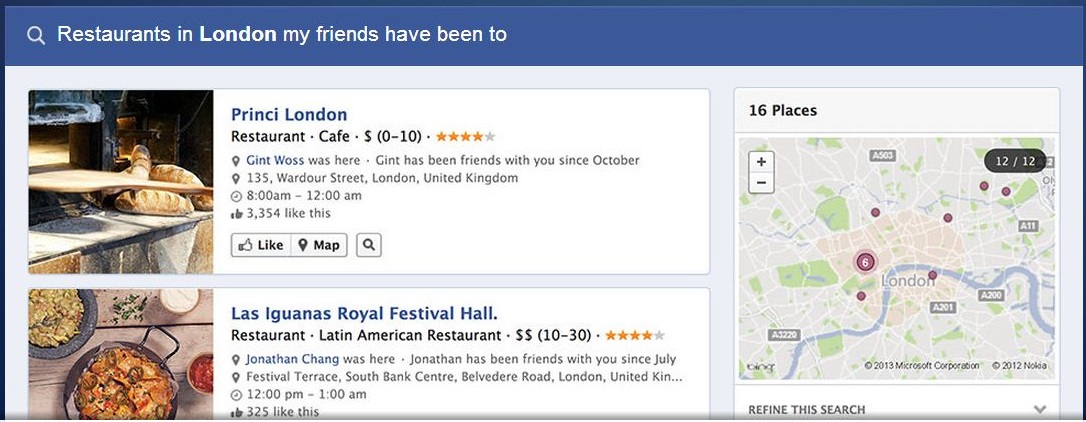 Restaurants in London my friends have been to
Princi London
Restaurant · Cafe · $ (0-10) ·
Gint Woss was here · Gint has been friends with you since October
135, Wardour Street, London, United Kingdom
8:00am - 12:00 am
3,354 like this
Like Map
Las Iguanas Royal Festival Hall.
Restaurant · Latin American Restaurant · $$ (10-30) ·
Jonathan Chang was here · Jonathan has been friends with you since July
Festival Terrace, South Bank Centre, Belvedere Road, London, United Kin...
12:00 pm - 1:00 am
325 like this
16 Places
+
−
A503
12 / 12
A11
6
London
A200
A201
A3220
bing
© 2013 Microsoft Corporation © 2012 Nokia
REFINE THIS SEARCH